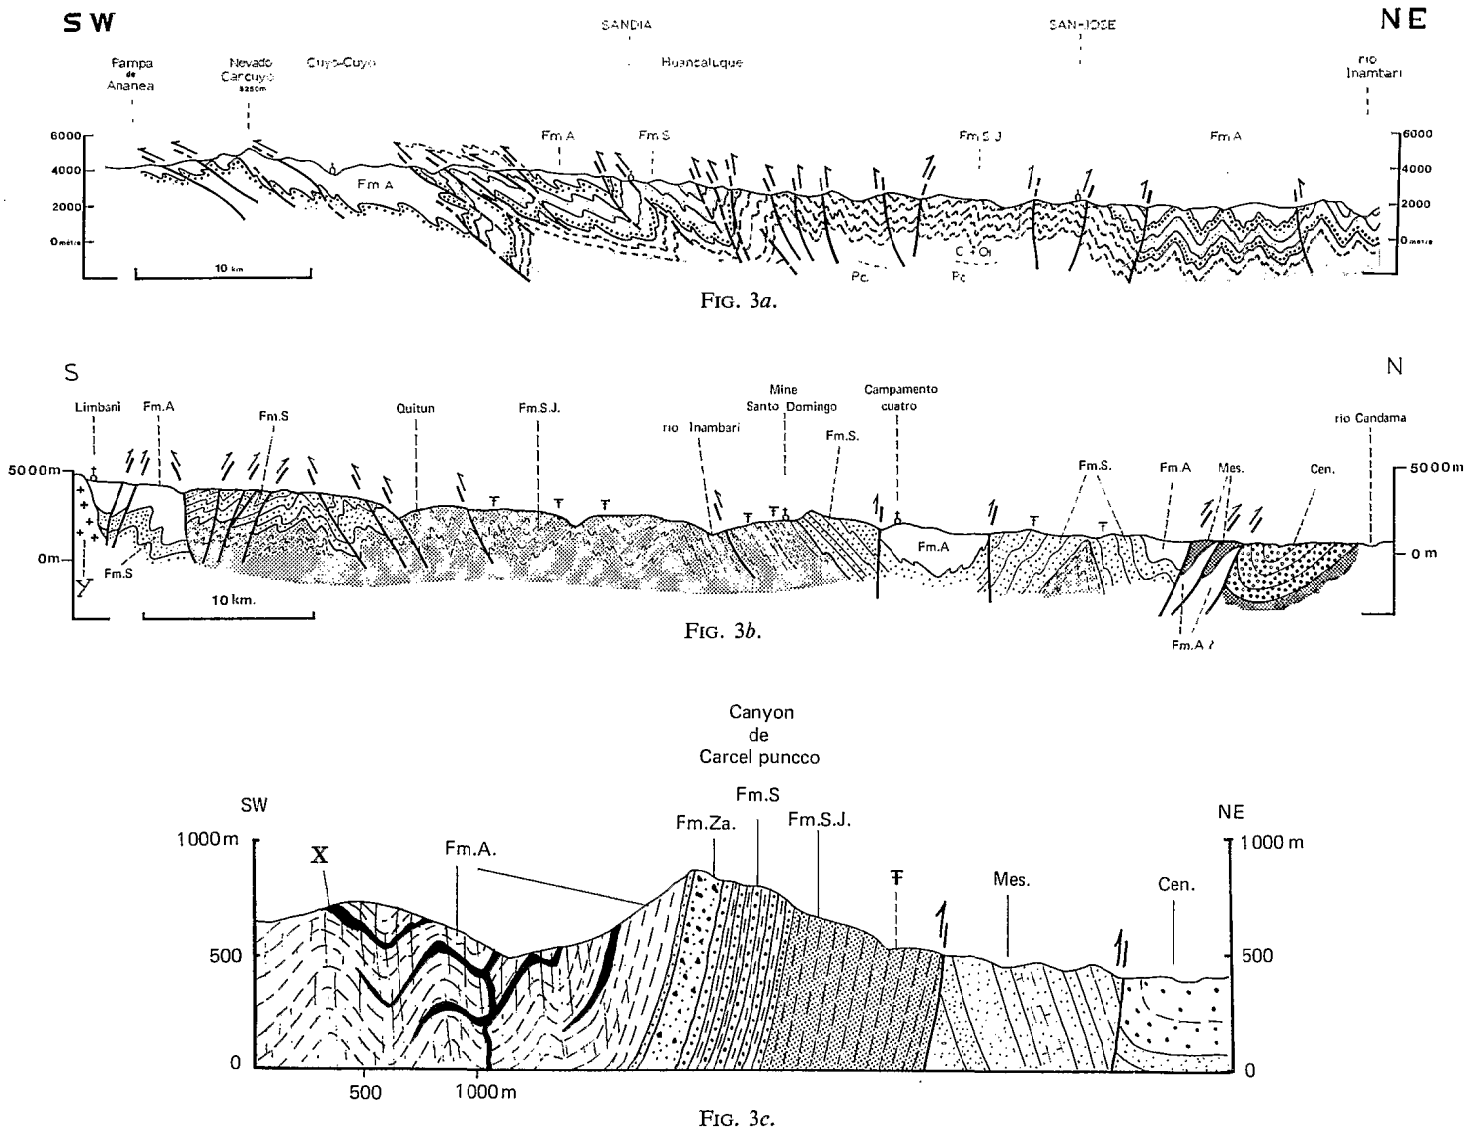 SW NE
SANDIA SAN-JOSE
Pampa de Ananea
Nevado Cancuyo
Cuyo-Cuyo
Huancaluque
rio Inambari
6000 Fm A Fm S Fm S J Fm A 6000
4000 Fm A 4000
2000 2000
0 mètre 0 mètre
10 km
Pc. Pc
FIG. 3a.
S N
Limbani Fm.A Fm.S Quitun Fm.S.J. rio Inambari
Mine Santo Domingo
Fm.S.
Campamento cuatro
Fm.S. Fm.A Mes. Cen. rio Candama
5000m 5000m
0m Fm.A 0 m
Fm.S
γ
10 km.
Fm.A ?
FIG. 3b.
Canyon
de
Carcel puncco
SW NE
Fm.S
Fm.Za. Fm.S.J.
1000m 1000 m
X Fm.A. Ŧ Mes. Cen.
500 500
0 0
500 1000m
FIG. 3c.